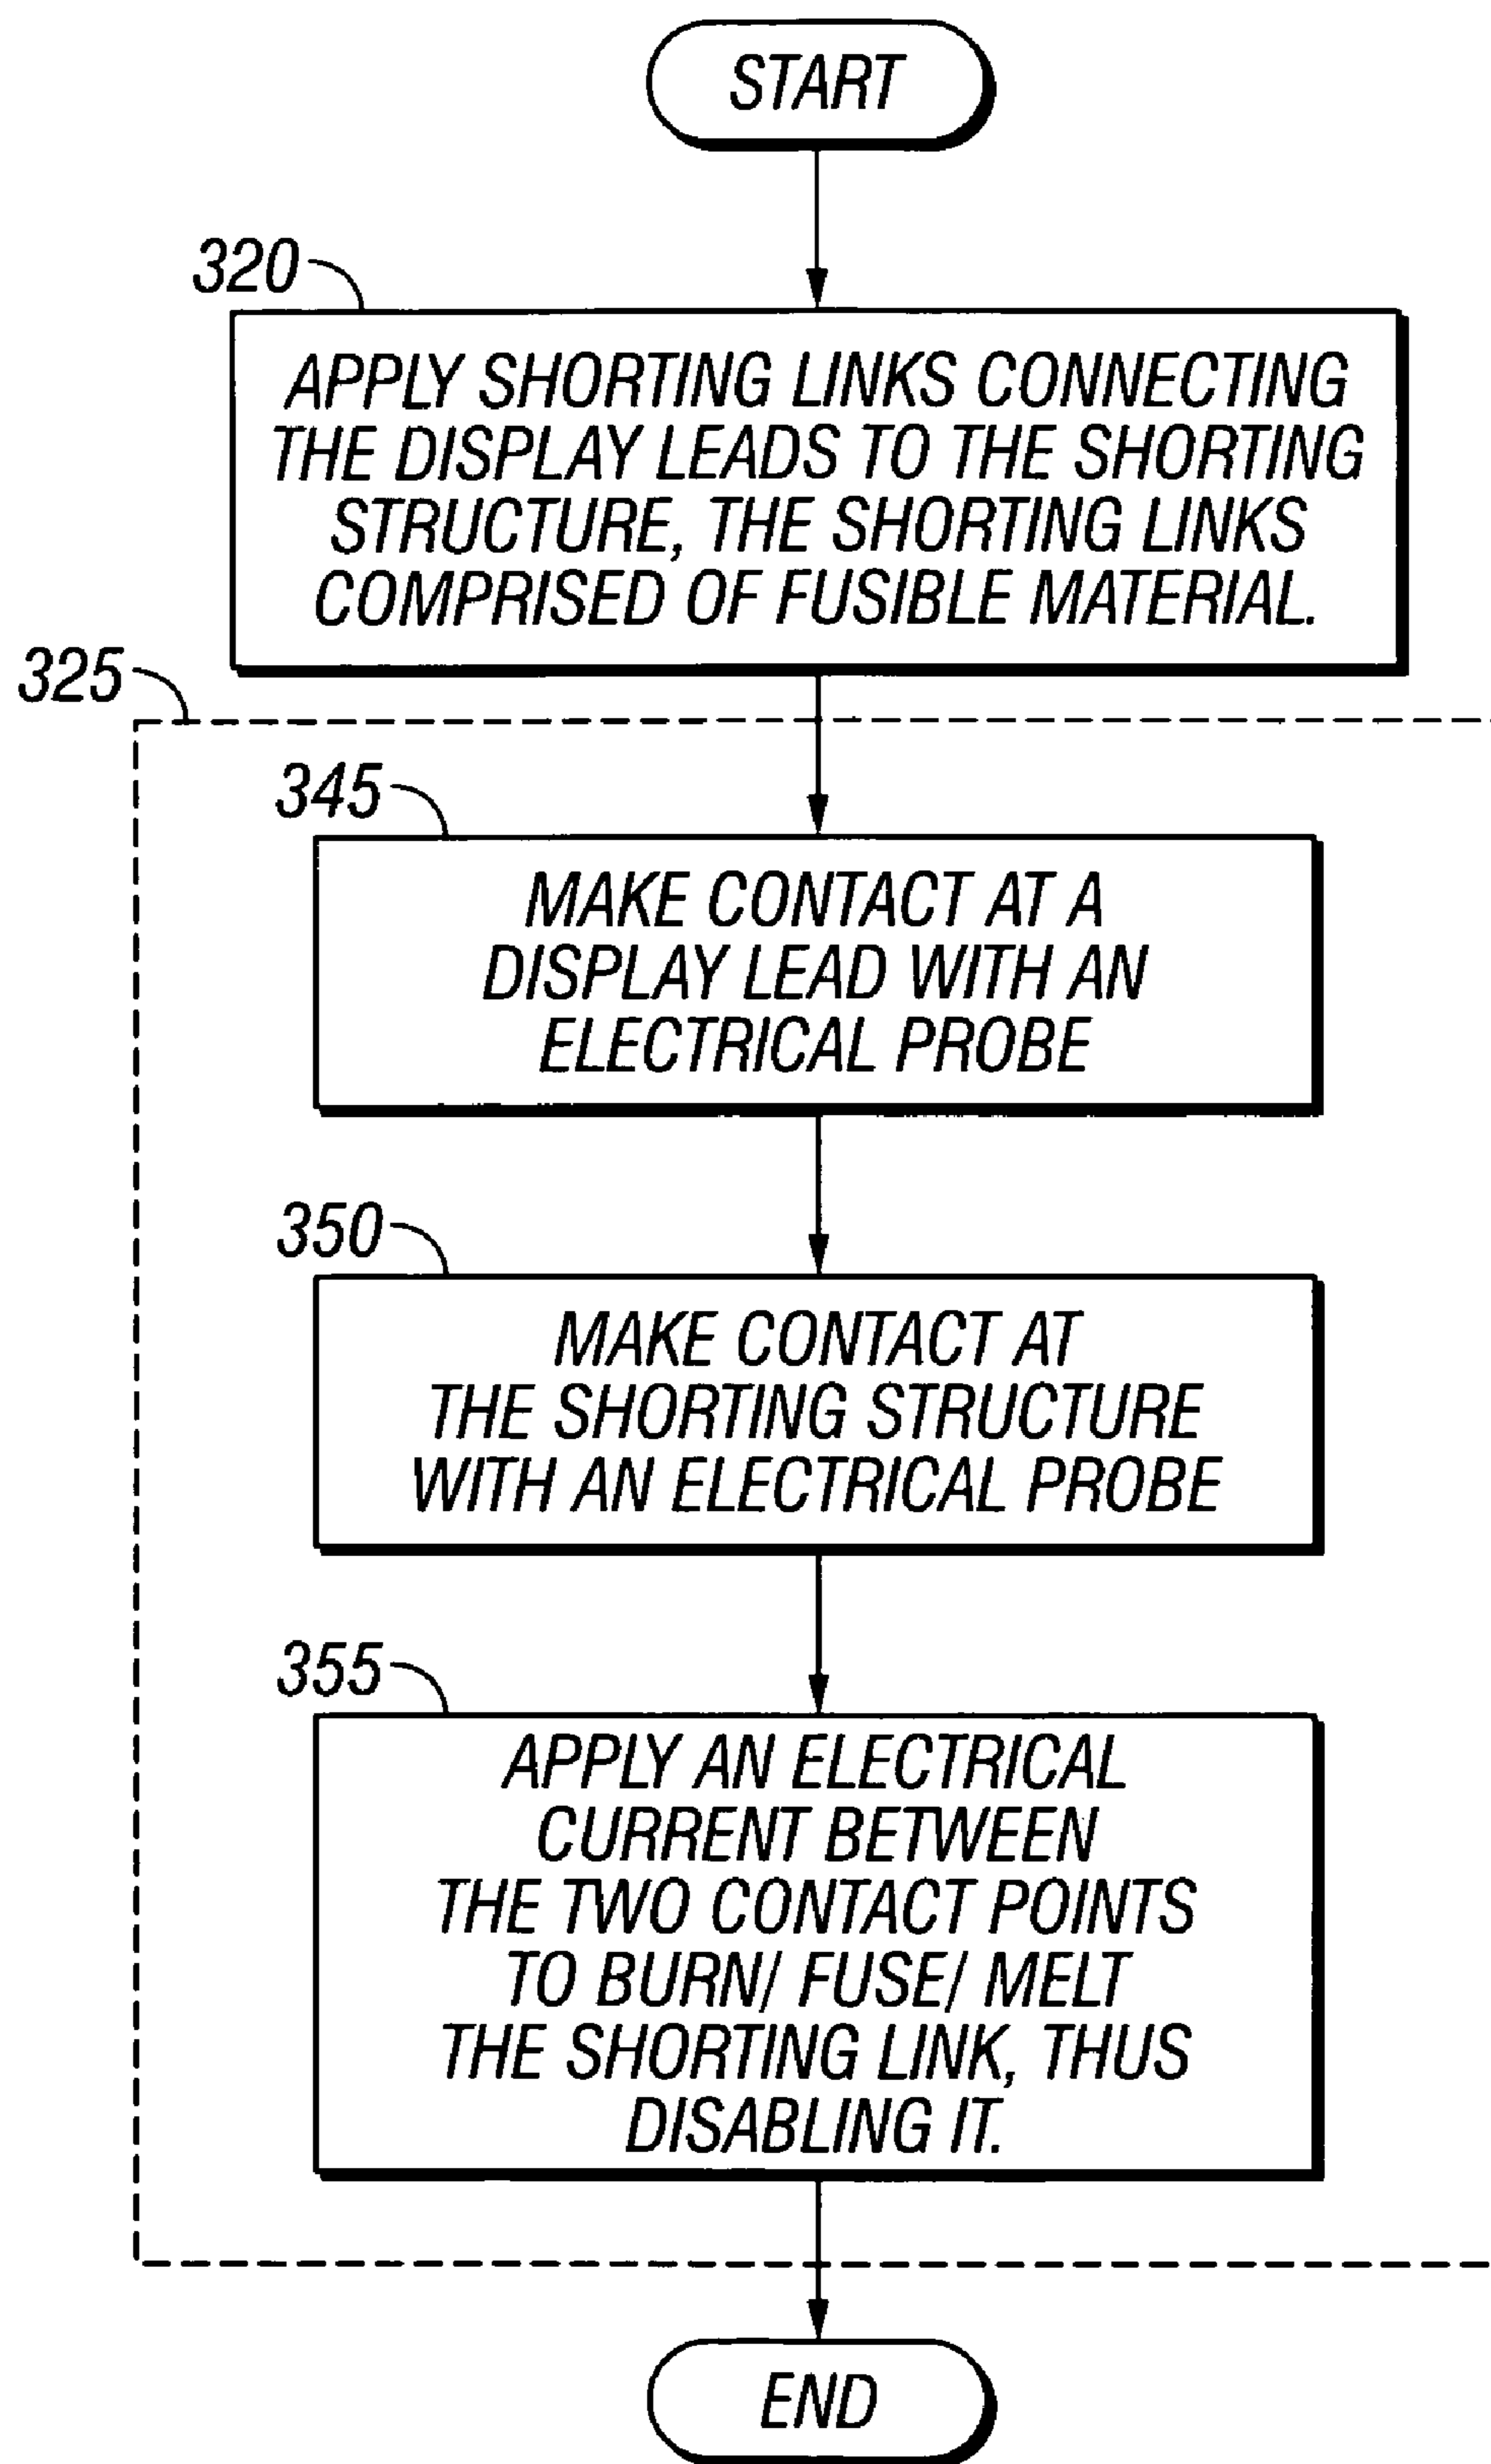 START
320
APPLY SHORTING LINKS CONNECTING
THE DISPLAY LEADS TO THE SHORTING
STRUCTURE, THE SHORTING LINKS
COMPRISED OF FUSIBLE MATERIAL.
325
345
MAKE CONTACT AT A
DISPLAY LEAD WITH AN
ELECTRICAL PROBE
350
MAKE CONTACT AT
THE SHORTING STRUCTURE
WITH AN ELECTRICAL PROBE
355
APPLY AN ELECTRICAL
CURRENT BETWEEN
THE TWO CONTACT POINTS
TO BURN/ FUSE/ MELT
THE SHORTING LINK, THUS
DISABLING IT.
END